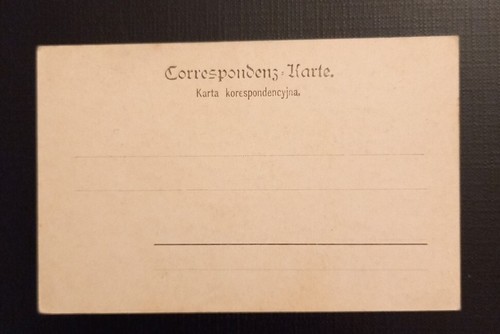 Correspondenz-Karte.
Karta korespondencyjna.